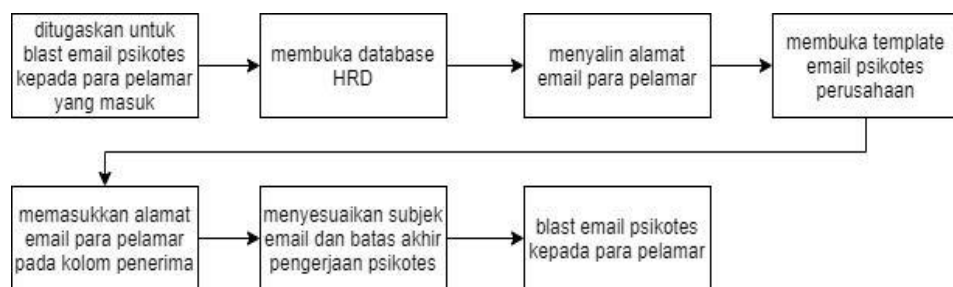 ditugaskan untuk
blast email psikotes
kepada para pelamar
yang masuk
membuka database
HRD
menyalin alamat
email para pelamar
membuka template
email psikotes
perusahaan
memasukkan alamat
email para pelamar
pada kolom penerima
menyesuaikan subjek
email dan batas akhir
pengerjaan psikotes
blast email psikotes
kepada para pelamar